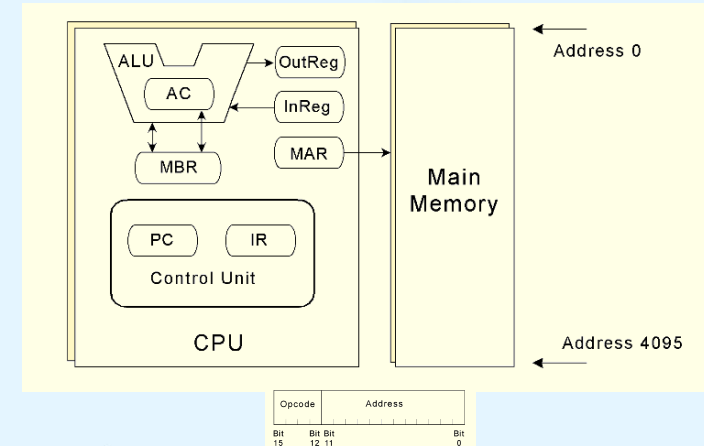 ALU
OutReg
AC
InReg
MBR
MAR
PC
IR
Control Unit
CPU
Main
Memory
Address 0
Address 4095
Opcode Address
Bit Bit Bit Bit
15 12 11 0